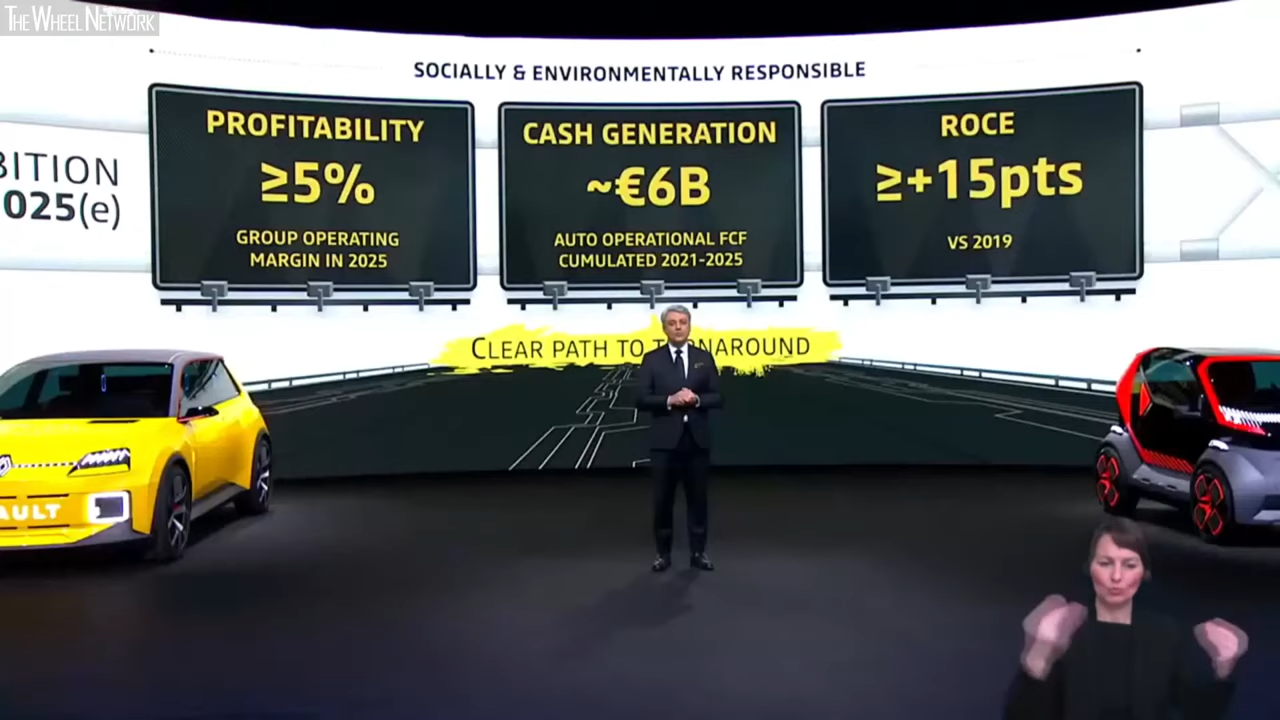 THE WHEEL NETWORK
SOCIALLY & ENVIRONMENTALLY RESPONSIBLE
BITION
025(e)
PROFITABILITY
≥5%
GROUP OPERATING
MARGIN IN 2025
CASH GENERATION
~€6B
AUTO OPERATIONAL FCF
CUMULATED 2021-2025
ROCE
≥+15pts
VS 2019
CLEAR PATH TO T RNAROUND
AULT